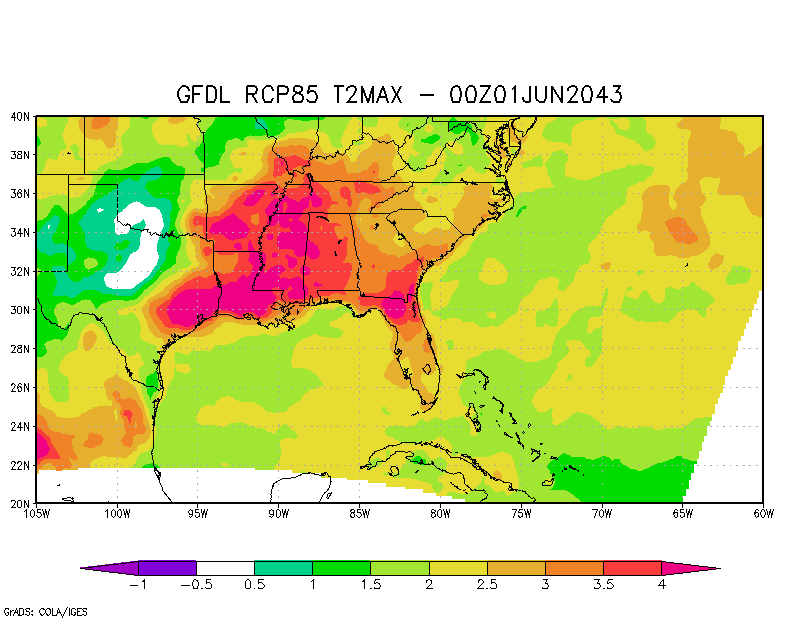 GFDL RCP85 T2MAX - 00Z01JUN2043
40N
38N
36N
34N
32N
30N
28N
26N
24N
22N
20N
105W 100W 95W 90W 85W 80W 75W 70W 65W 60W
-1 -0.5 0.5 1 1.5 2 2.5 3 3.5 4
GrADS: COLA/IGES